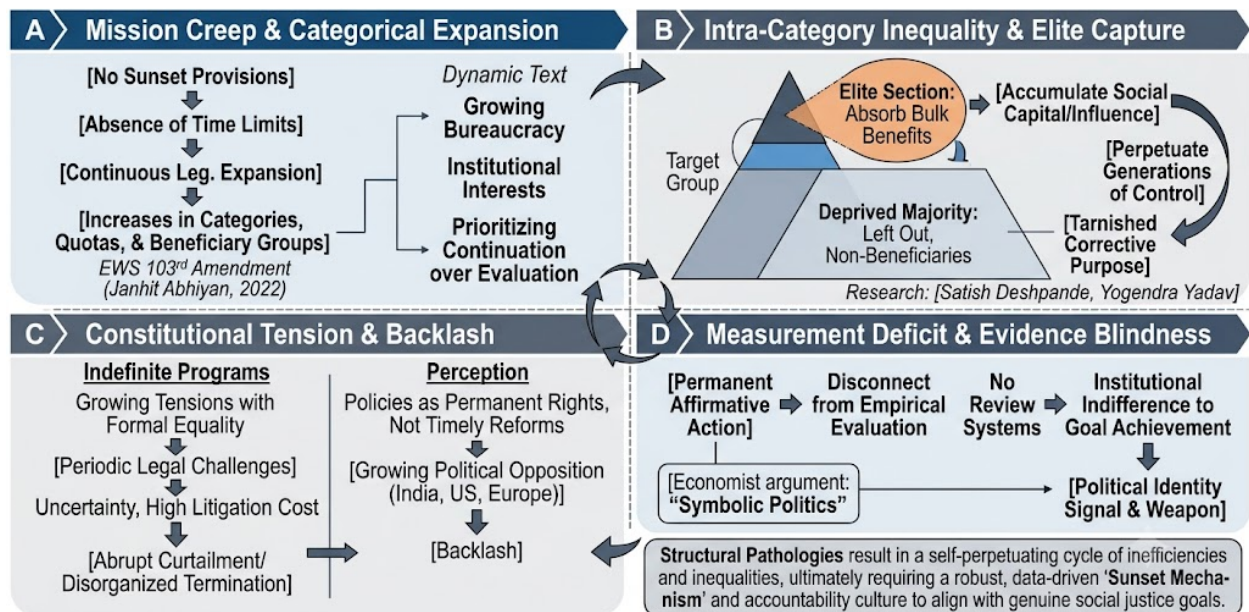 A Mission Creep & Categorical Expansion
[No Sunset Provisions]
[Absence of Time Limits]
[Continuous Leg. Expansion]
[Increases in Categories,
Quotas, & Beneficiary Groups]
EWS 103rd Amendment
(Janhit Abhiyan, 2022)
Dynamic Text
Growing
Bureaucracy
Institutional
Interests
Prioritizing
Continuation
over Evaluation
B Intra-Category Inequality & Elite Capture
Target
Group
Elite Section:
Absorb Bulk
Benefits
Deprived Majority:
Left Out,
Non-Beneficiaries
[Accumulate Social
Capital/Influence]
[Perpetuate
Generations
of Control]
[Tarnished
Corrective
Purpose]
Research: [Satish Deshpande, Yogendra Yadav]
C Constitutional Tension & Backlash
Indefinite Programs
Growing Tensions with
Formal Equality
[Periodic Legal Challenges]
Uncertainty, High Litigation Cost
[Abrupt Curtailment/
Disorganized Termination]
Perception
Policies as Permanent Rights,
Not Timely Reforms
[Growing Political Opposition
(India, US, Europe)]
[Backlash]
D Measurement Deficit & Evidence Blindness
[Permanent
Affirmative
Action]
Disconnect
from Empirical
Evaluation
No
Review
Systems
Institutional
Indifference to
Goal Achievement
[Economist argument:
“Symbolic Politics”
[Political Identity
Signal & Weapon]
Structural Pathologies result in a self-perpetuating cycle of inefficiencies
and inequalities, ultimately requiring a robust, data-driven ‘Sunset Mecha-
nism’ and accountability culture to align with genuine social justice goals.